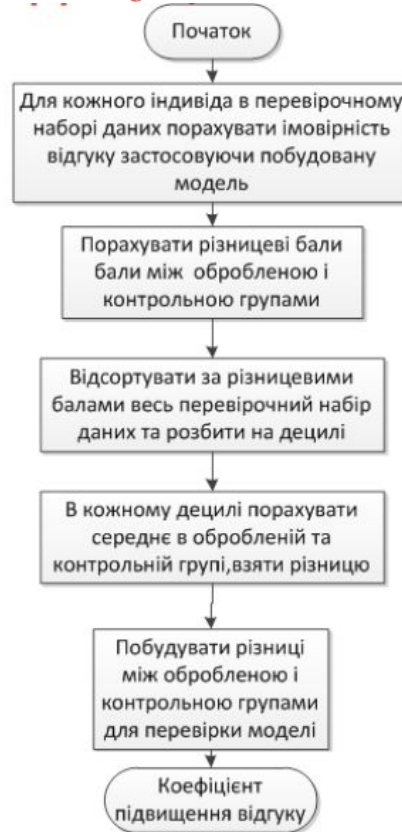 Початок
Для кожного індивіда в перевірочному
наборі даних порахувати імовірність
відгуку застосовуючи побудовану
модель
Порахувати різницеві бали
бали між обробленою і
контрольною групами
Відсортувати за різницевими
балами весь перевірочний набір
даних та розбити на децилі
В кожному децилі порахувати
середнє в обробленій та
контрольній групі,взяти різницю
Побудувати різниці
між обробленою і
контрольною групами
для перевірки моделі
Коефіцієнт
підвищення відгуку